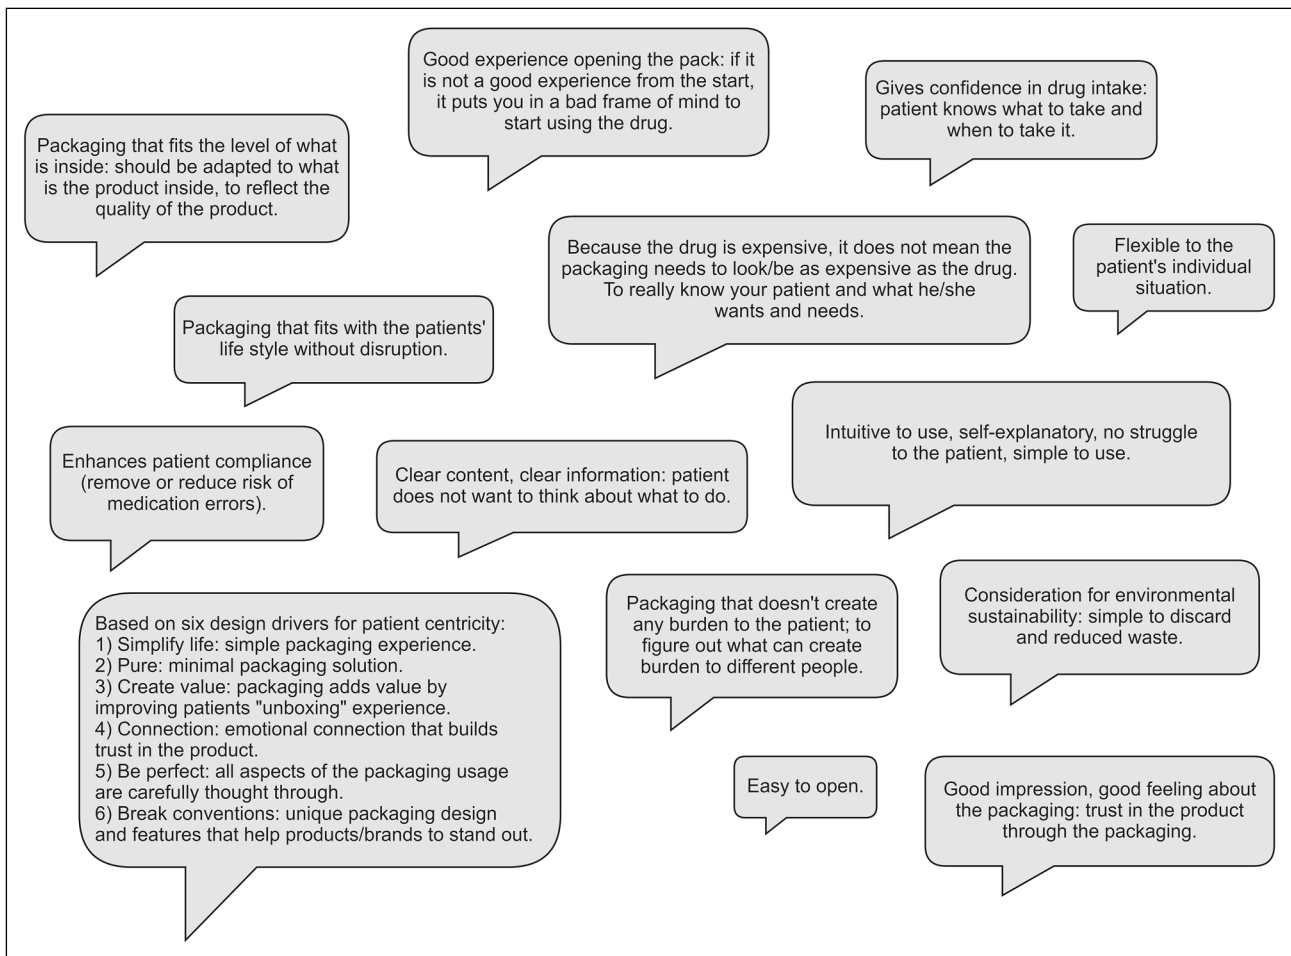 Good experience opening the pack: if it
is not a good experience from the start,
it puts you in a bad frame of mind to
start using the drug.
Gives confidence in drug intake:
patient knows what to take and
when to take it.
Packaging that fits the level of what
is inside: should be adapted to what
is the product inside, to reflect the
quality of the product.
Because the drug is expensive, it does not mean the
packaging needs to look/be as expensive as the drug.
To really know your patient and what he/she
wants and needs.
Flexible to the
patient's individual
situation.
Packaging that fits with the patients'
life style without disruption.
Intuitive to use, self-explanatory, no struggle
to the patient, simple to use.
Enhances patient compliance
(remove or reduce risk of
medication errors).
Clear content, clear information: patient
does not want to think about what to do.
Consideration for environmental
sustainability: simple to discard
and reduced waste.
Packaging that doesn't create
any burden to the patient; to
figure out what can create
burden to different people.
Based on six design drivers for patient centricity:
1) Simplify life: simple packaging experience.
2) Pure: minimal packaging solution.
3) Create value: packaging adds value by
improving patients "unboxing" experience.
4) Connection: emotional connection that builds
trust in the product.
5) Be perfect: all aspects of the packaging usage
are carefully thought through.
6) Break conventions: unique packaging design
and features that help products/brands to stand out.
Easy to open.
Good impression, good feeling about
the packaging: trust in the product
through the packaging.